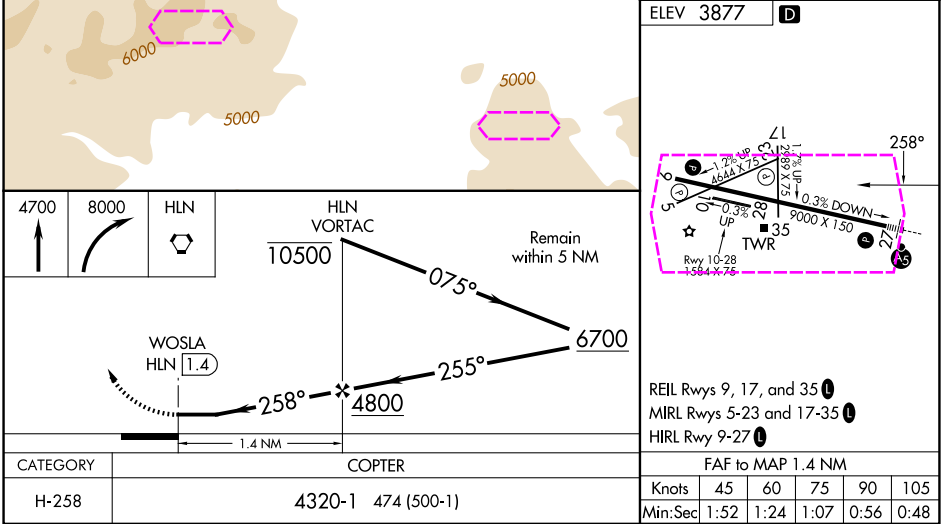 6000
5000
5000
4700 8000 HLN
HLN
VORTAC
10500
Remain
within 5 NM
075°
6700
255°
WOSLA
HLN 1.4
258°
4800
1.4 NM
CATEGORY COPTER
H-258 4320-1 474 (500-1)
ELEV 3877 D
258°
17
23
1.2% UP
4644 X 75
1.7% UP
2989 X 75
P
P
P
9
5
10
0.3%
UP
28
35
TWR
0.3% DOWN
9000 X 150
P
27
A5
Rwy 10-28
1584 X 75
REIL Rwys 9, 17, and 35 L
MIRL Rwys 5-23 and 17-35 L
HIRL Rwy 9-27 L
FAF to MAP 1.4 NM
Knots 45 60 75 90 105
Min:Sec 1:52 1:24 1:07 0:56 0:48